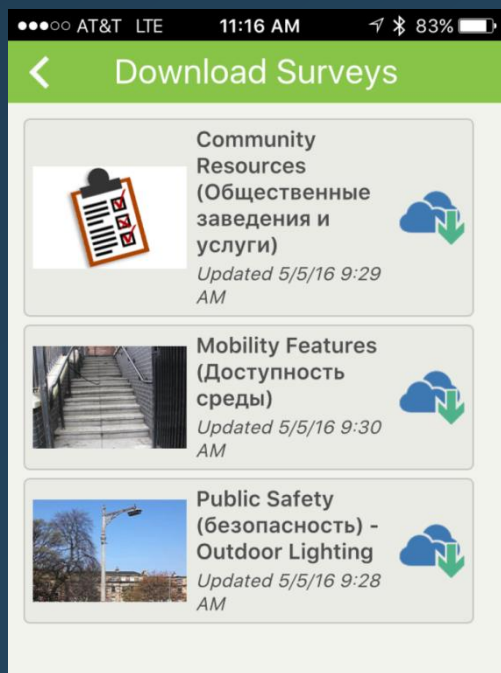 AT&T LTE 11:16 AM 83%
Download Surveys
Community
Resources
(Общественные
заведения и
услуги)
Updated 5/5/16 9:29
AM
Mobility Features
(Доступность
среды)
Updated 5/5/16 9:30
AM
Public Safety
(безопасность) -
Outdoor Lighting
Updated 5/5/16 9:28
AM